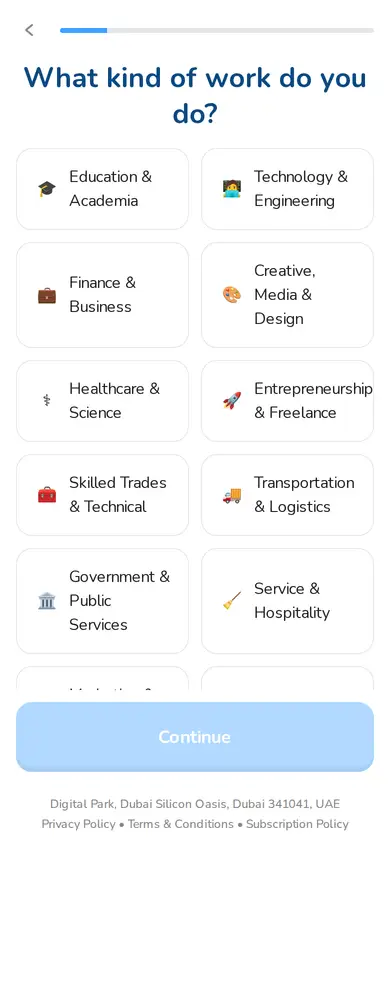 What kind of work do you
do?
Education &
Academia
Technology &
Engineering
Finance &
Business
Creative,
Media &
Design
Healthcare &
Science
Entrepreneurship
& Freelance
Skilled Trades
& Technical
Transportation
& Logistics
Government &
Public
Services
Service &
Hospitality
Continue
Digital Park, Dubai Silicon Oasis, Dubai 341041, UAE
Privacy Policy • Terms & Conditions • Subscription Policy